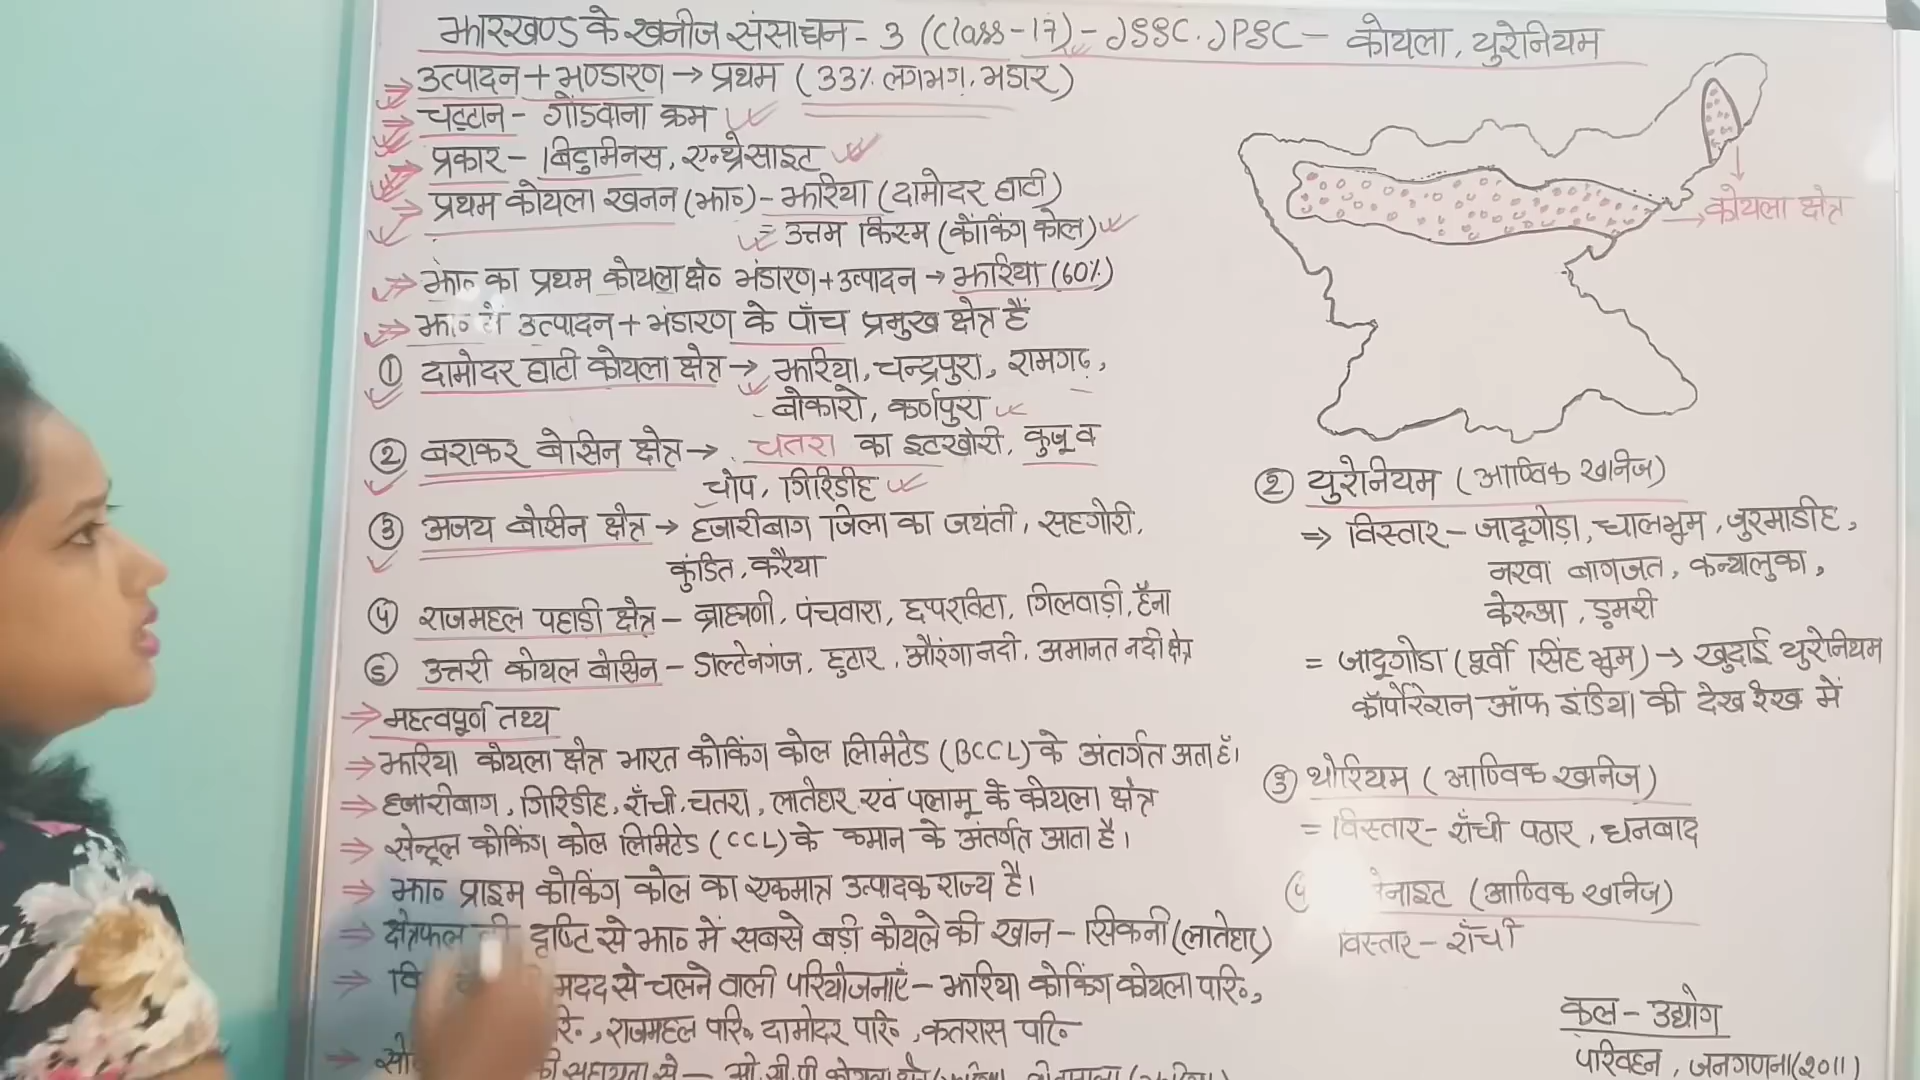 झारखण्ड के खनीज संसाधन - 3 (Class-17) - JSSC. JPSC - कोयला, युरेनियम
⇒ उत्पादन + भण्डारण → प्रथम (33% लगभग, भंडार)
⇒ चट्टान - गोंडवाना क्रम
⇒ प्रकार - बिटुमिनस, एन्थ्रेसाइट
⇒ प्रथम कोयला खनन (झा०) - झरिया (दामोदर घाटी)
= उत्तम किस्म (कोंकिंग कोल)
⇒ झा० का प्रथम कोयला क्षे० भंडारण + उत्पादन → झरिया (60%)
⇒ झा० में उत्पादन + भंडारण के पाँच प्रमुख क्षेत्र हैं
① दामोदर घाटी कोयला क्षेत्र → झरिया, चन्द्रपुरा, रामगढ़,
बोकारो, कर्णपुरा
② बराकर बेसिन क्षेत्र → चतरा का इटखोरी, कुजू व
चोप, गिरिडीह
③ अजय बेसिन क्षेत्र → हजारीबाग जिला का जयंती, सहगोरी,
कुंडित, करैया
④ राजमहल पहाडी क्षेत्र - ब्राह्मणी, पंचवारा, छपरविटा, गिलवाड़ी, हैना
⑤ उत्तरी कोयल बेसिन - डाल्टेनगंज, हुटार, औरंगा नदी, अमानत नदी क्षेत्र
⇒ महत्वपूर्ण तथ्य
⇒ झरिया कोयला क्षेत्र भारत कोकिंग कोल लिमिटेड (BCCL) के अंतर्गत अता है।
⇒ हजारीबाग, गिरिडीह, राँची, चतरा, लातेहार एवं पलामू के कोयला क्षेत्र
⇒ सेन्ट्रल कोकिंग कोल लिमिटेड (CCL) के कमान के अंतर्गत आता है।
⇒ झा० प्राइम कोकिंग कोल का एकमात्र उत्पादक राज्य है।
⇒ क्षेत्रफल की दृष्टि से झा० में सबसे बड़ी कोयले की खान - सिकनी (लातेहार)
⇒ मदद से चलने वाली परियोजनाएं - झरिया कोकिंग कोयला परि०,
राजमहल परि० दामोदर परि०, कतरास परि०
⇒ की सहायता से -
कोयला क्षेत्र
② युरेनियम (आण्विक खनिज)
⇒ विस्तार - जादूगोड़ा, धालभूम, जुरमाडीह,
नरवा बागजत, कन्यालुका,
केरुआ, डुमरी
= जादूगोडा (पूर्वी सिंहभूम) → खुदाई युरेनियम
कॉर्पोरेशन ऑफ इंडिया की देख रेख में
③ थोरियम (आण्विक खनिज)
= विस्तार - राँची पठार, धनबाद
(आण्विक खनिज)
विस्तार - राँची
कल - उद्योग
परिवहन, जनगणना (2011)